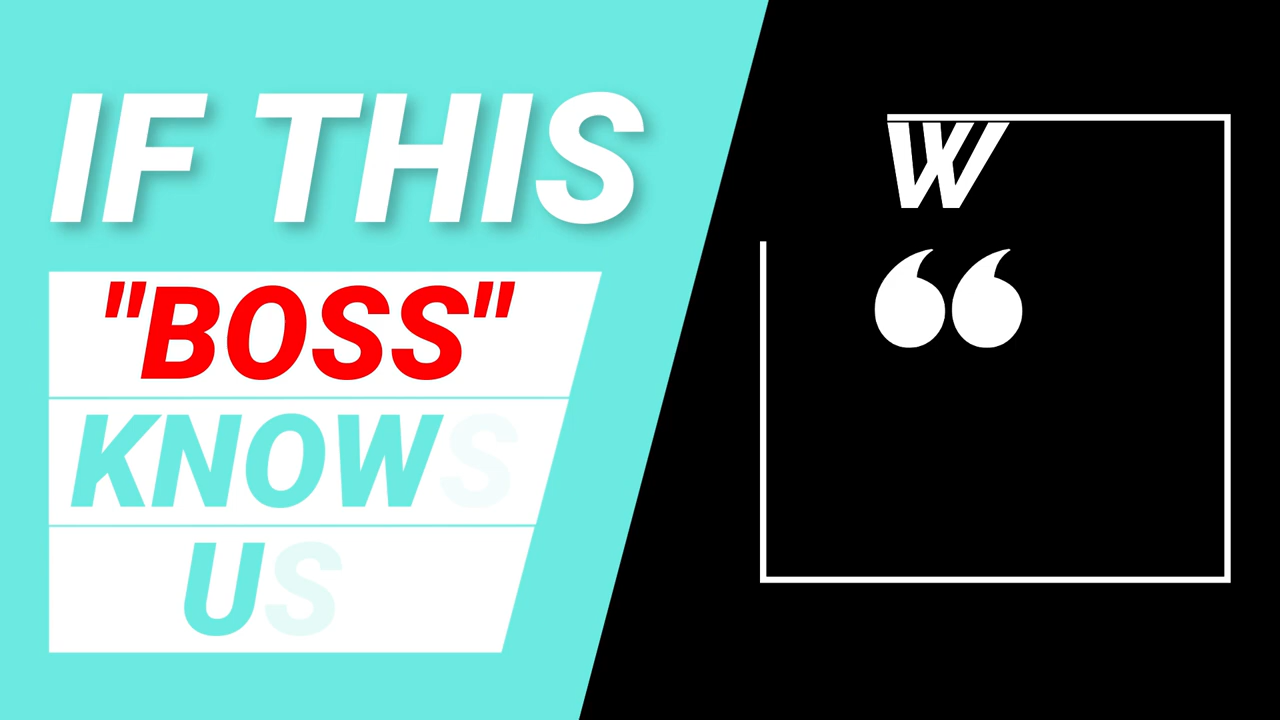 IF THIS
"BOSS"
KNOWS
US
W
“